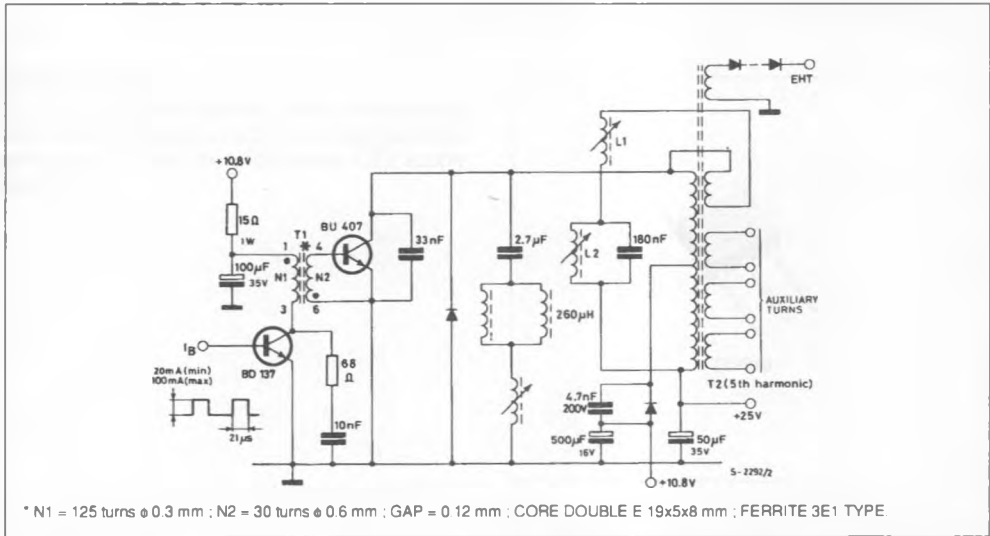 EHT
L1
+10.8V
15Ω
1W
T1
*
BU 407
1
4
33nF
2.7µF
L2
180nF
100µF
35V
N1
N2
3
6
260µH
AUXILIARY
TURNS
IB
BD 137
68
Ω
20mA (min)
100mA(max)
T2(5th harmonic)
4.7nF
200V
+25V
10nF
21µs
500µF
16V
50µF
35V
S-2292/2
+10.8V
* N1 = 125 turns ϕ 0.3 mm ; N2 = 30 turns ϕ 0.6 mm ; GAP = 0 12 mm ; CORE DOUBLE E 19x5x8 mm ; FERRITE 3E1 TYPE